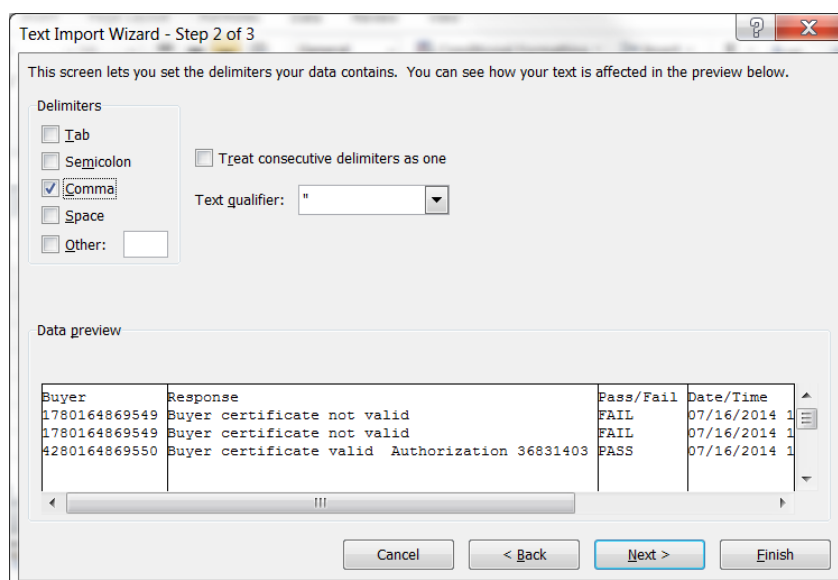 Text Import Wizard - Step 2 of 3
This screen lets you set the delimiters your data contains. You can see how your text is affected in the preview below.
Delimiters
Tab
Semicolon
Comma
Space
Other:
Treat consecutive delimiters as one
Text qualifier: "
Data preview
Buyer Response Pass/Fail Date/Time
1780164869549 Buyer certificate not valid FAIL 07/16/2014 1
1780164869549 Buyer certificate not valid FAIL 07/16/2014 1
4280164869550 Buyer certificate valid Authorization 36831403 PASS 07/16/2014 1
Cancel < Back Next > Finish